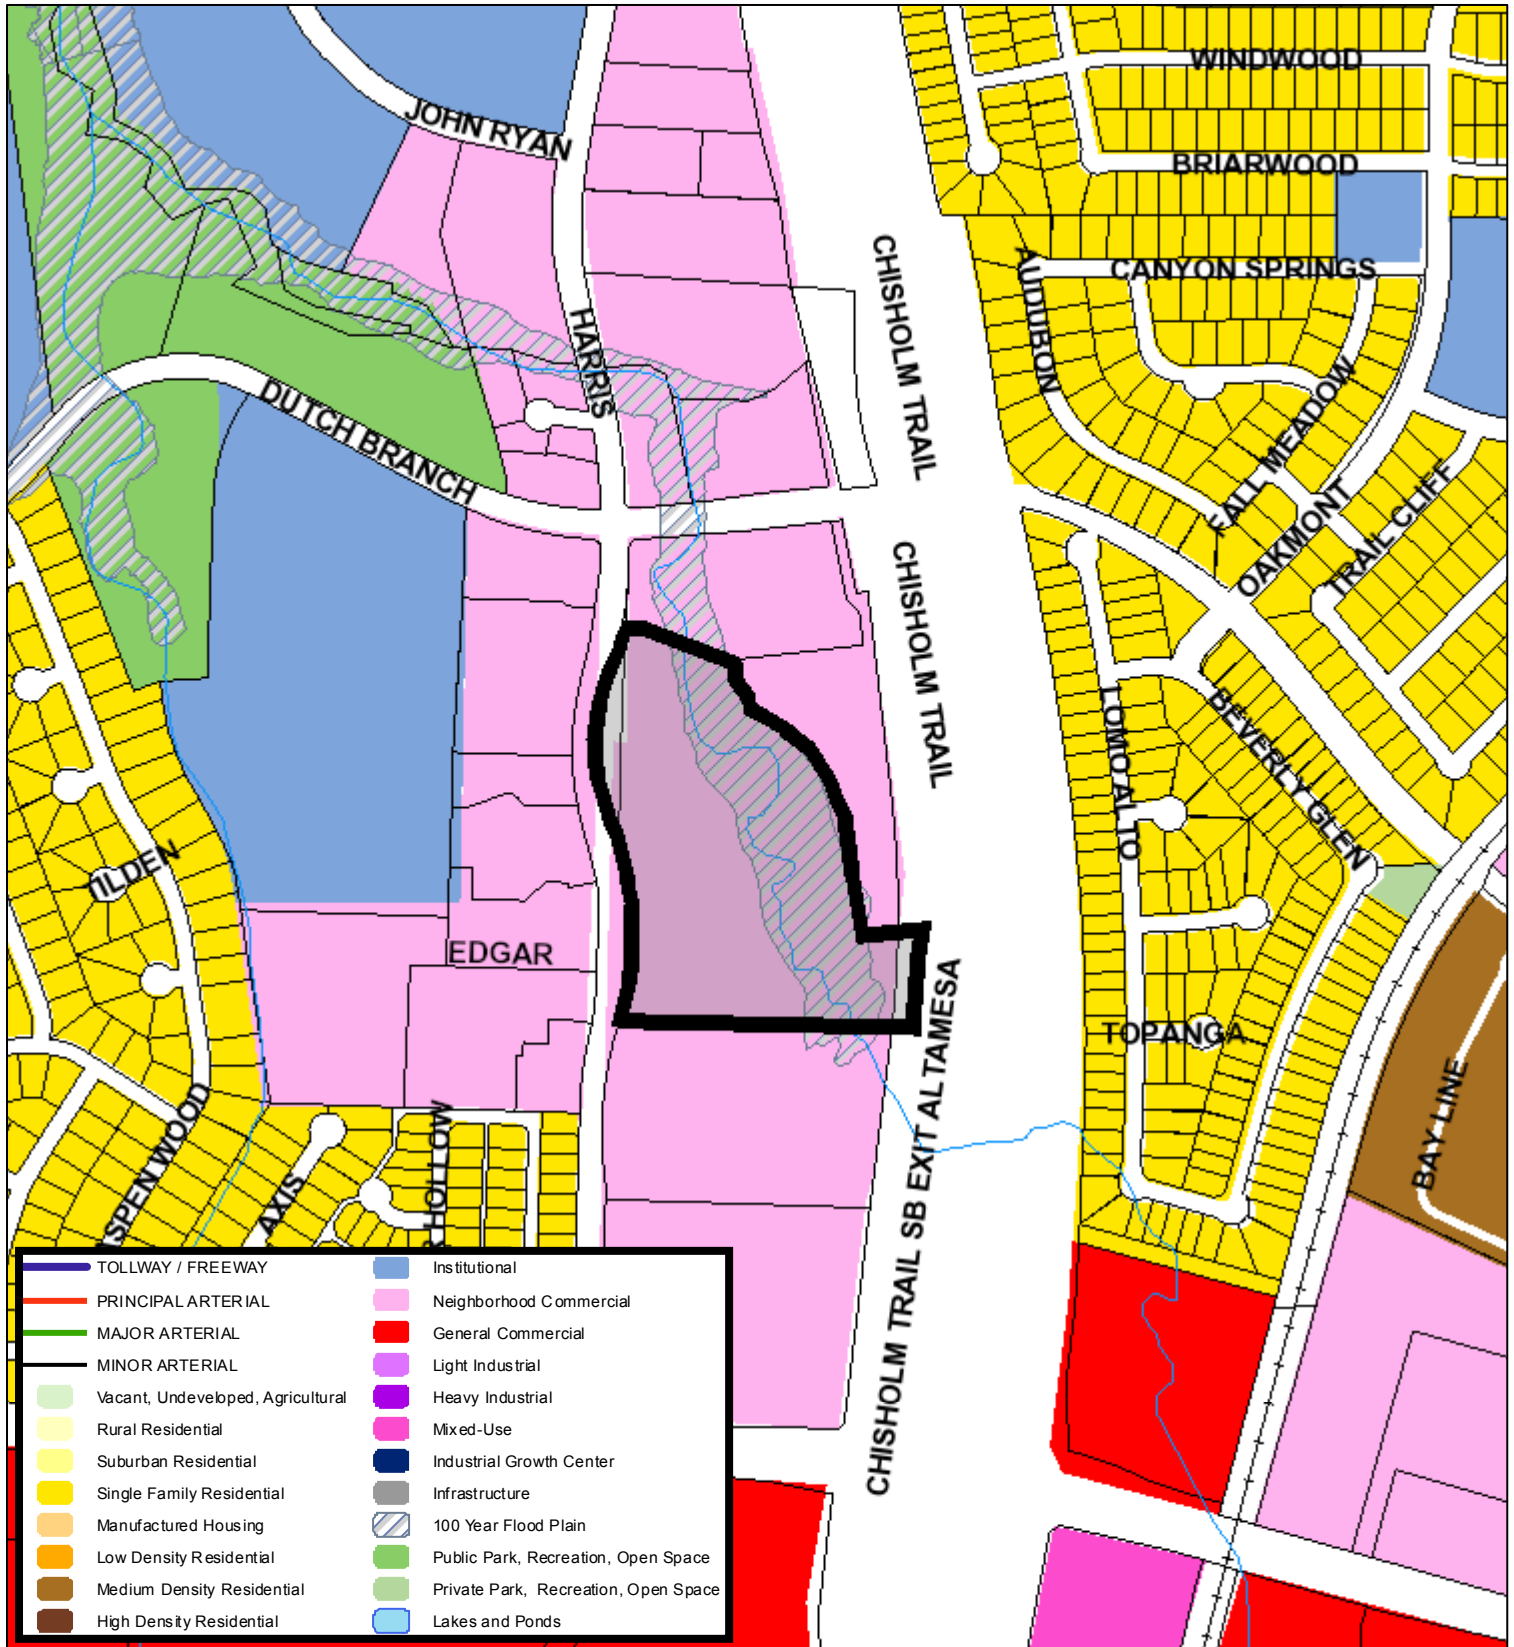 WINDWOOD
JOHN RYAN
BRIARWOOD
CANYON SPRINGS
AUDUBON
CHISHOLM TRAIL
HARRIS
DUTCH BRANCH
FALL MEADOW
OAKMONT
TRAIL CLIFF
CHISHOLM TRAIL
LOMO ALTO
BEVERLY GLEN
TILDEN
EDGAR
TOPANGA
BAY LINE
CHISHOLM TRAIL SB EXIT ALTAMESA
ASPEN WOOD
AXIS
HOLLOW
TOLLWAY / FREEWAY
PRINCIPAL ARTERIAL
MAJOR ARTERIAL
MINOR ARTERIAL
Vacant, Undeveloped, Agricultural
Rural Residential
Suburban Residential
Single Family Residential
Manufactured Housing
Low Density Residential
Medium Density Residential
High Density Residential
Institutional
Neighborhood Commercial
General Commercial
Light Industrial
Heavy Industrial
Mixed-Use
Industrial Growth Center
Infrastructure
100 Year Flood Plain
Public Park, Recreation, Open Space
Private Park, Recreation, Open Space
Lakes and Ponds